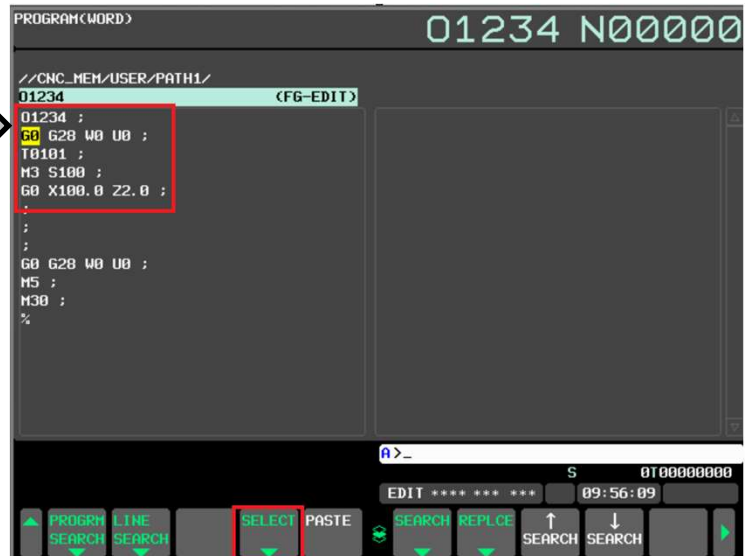 PROGRAM(WORD)
O1234 N00000
//CNC_MEM/USER/PATH1/
O1234 (FG-EDIT)
O1234 ;
G0 G28 W0 U0 ;
T0101 ;
M3 S100 ;
G0 X100.0 Z2.0 ;
;
;
;
G0 G28 W0 U0 ;
M5 ;
M30 ;
%
A>_
S 0T00000000
EDIT **** *** *** 09:56:09
PROGRM SEARCH LINE SEARCH SELECT PASTE SEARCH REPLCE ↑ SEARCH ↓ SEARCH